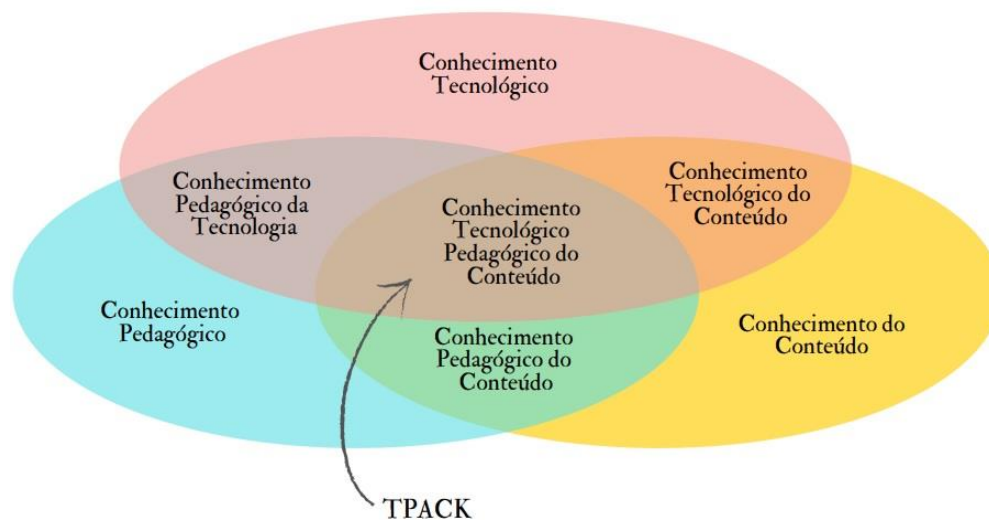 Conhecimento
Tecnológico
Conhecimento
Pedagógico da
Tecnologia
Conhecimento
Tecnológico
Pedagógico do
Conteúdo
Conhecimento
Tecnológico do
Conteúdo
Conhecimento
Pedagógico
Conhecimento
Pedagógico do
Conteúdo
Conhecimento do
Conteúdo
TPACK